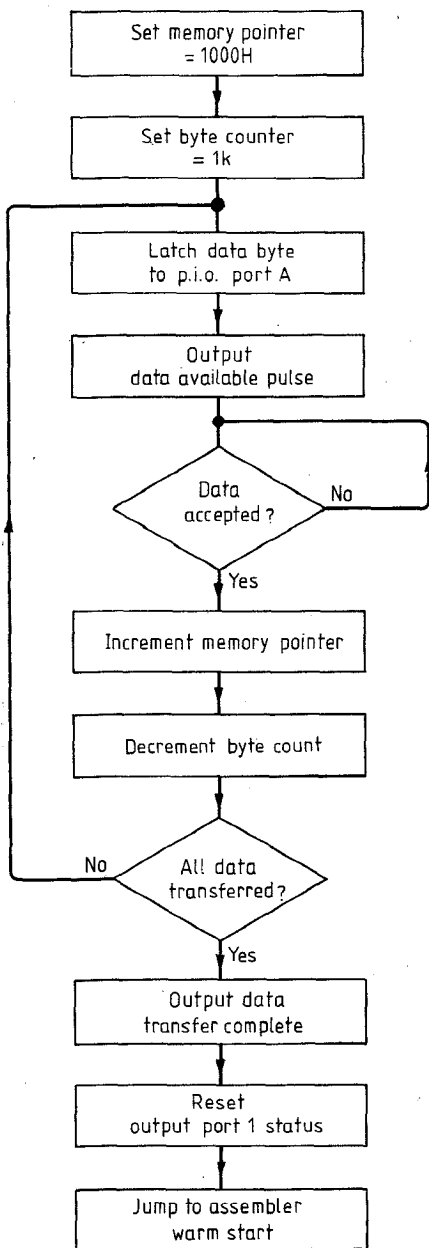 Set memory pointer
= 1000H
Set byte counter
= 1k
Latch data byte
to p.i.o. port A
Output
data available pulse
Data
accepted?
No
Yes
Increment memory pointer
Decrement byte count
No
All data
transferred?
Yes
Output data
transfer complete
Reset
output port 1 status
Jump to assembler
warm start